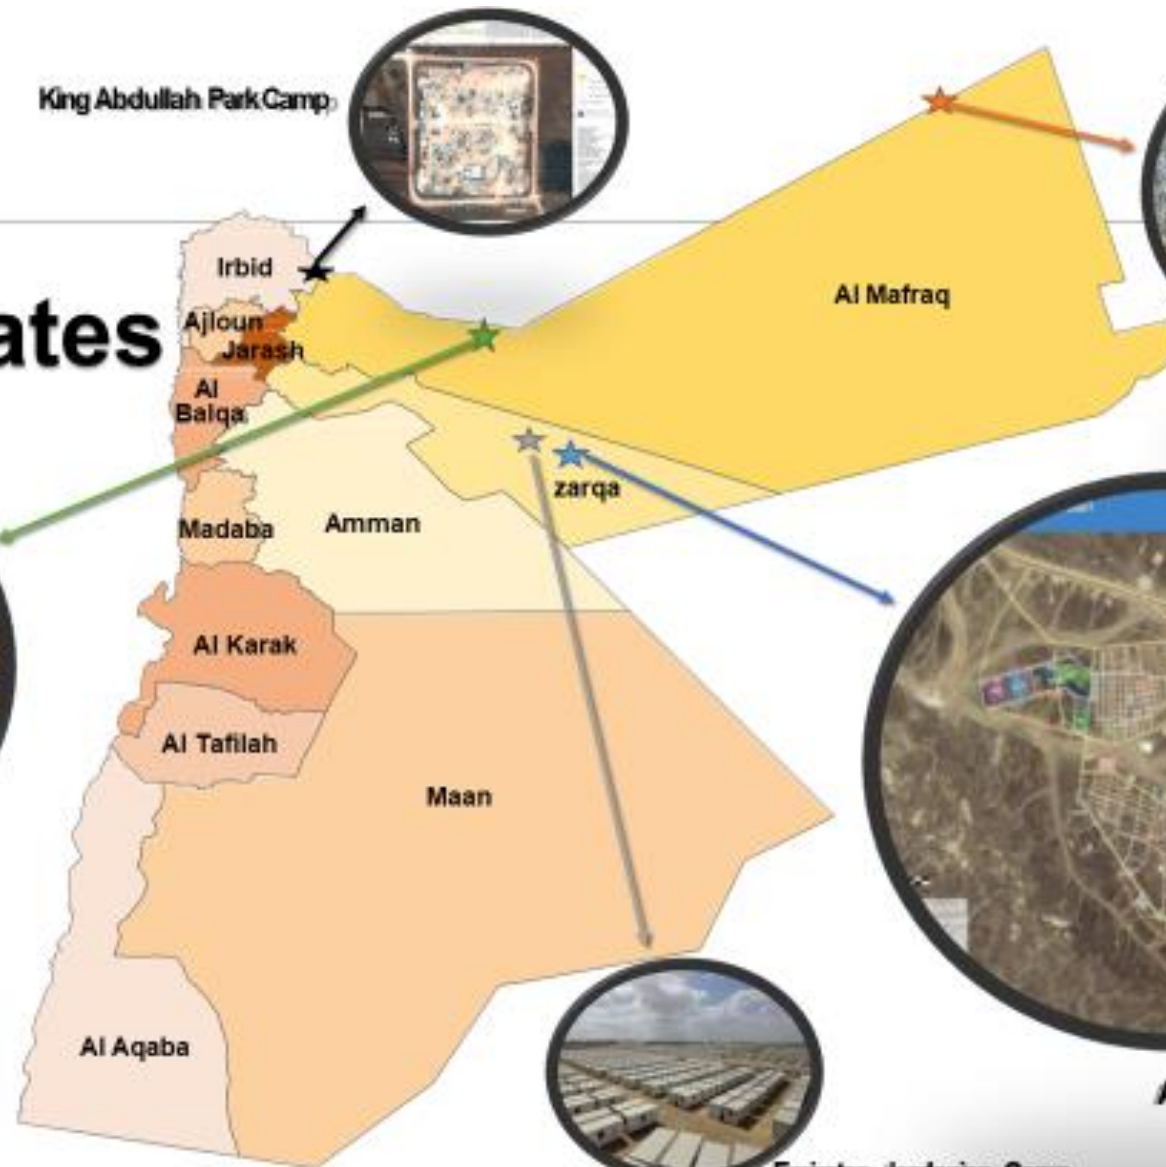 King Abdullah Park Camp
Irbid
Al Mafraq
ates
Ajloun
Jarash
Al
Balqa
zarqa
Madaba
Amman
Al Karak
Al Tafilah
Maan
Al Aqaba